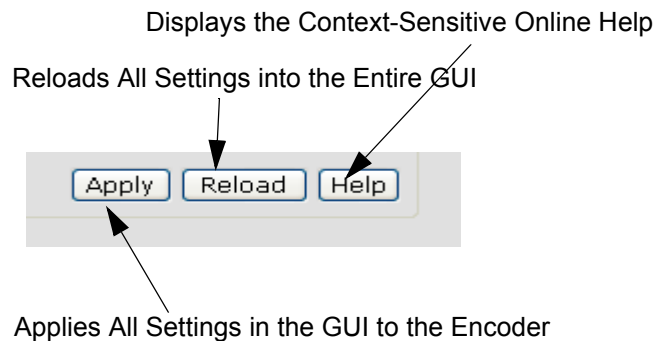 Displays the Context-Sensitive Online Help
Reloads All Settings into the Entire GUI
Apply Reload Help
Applies All Settings in the GUI to the Encoder